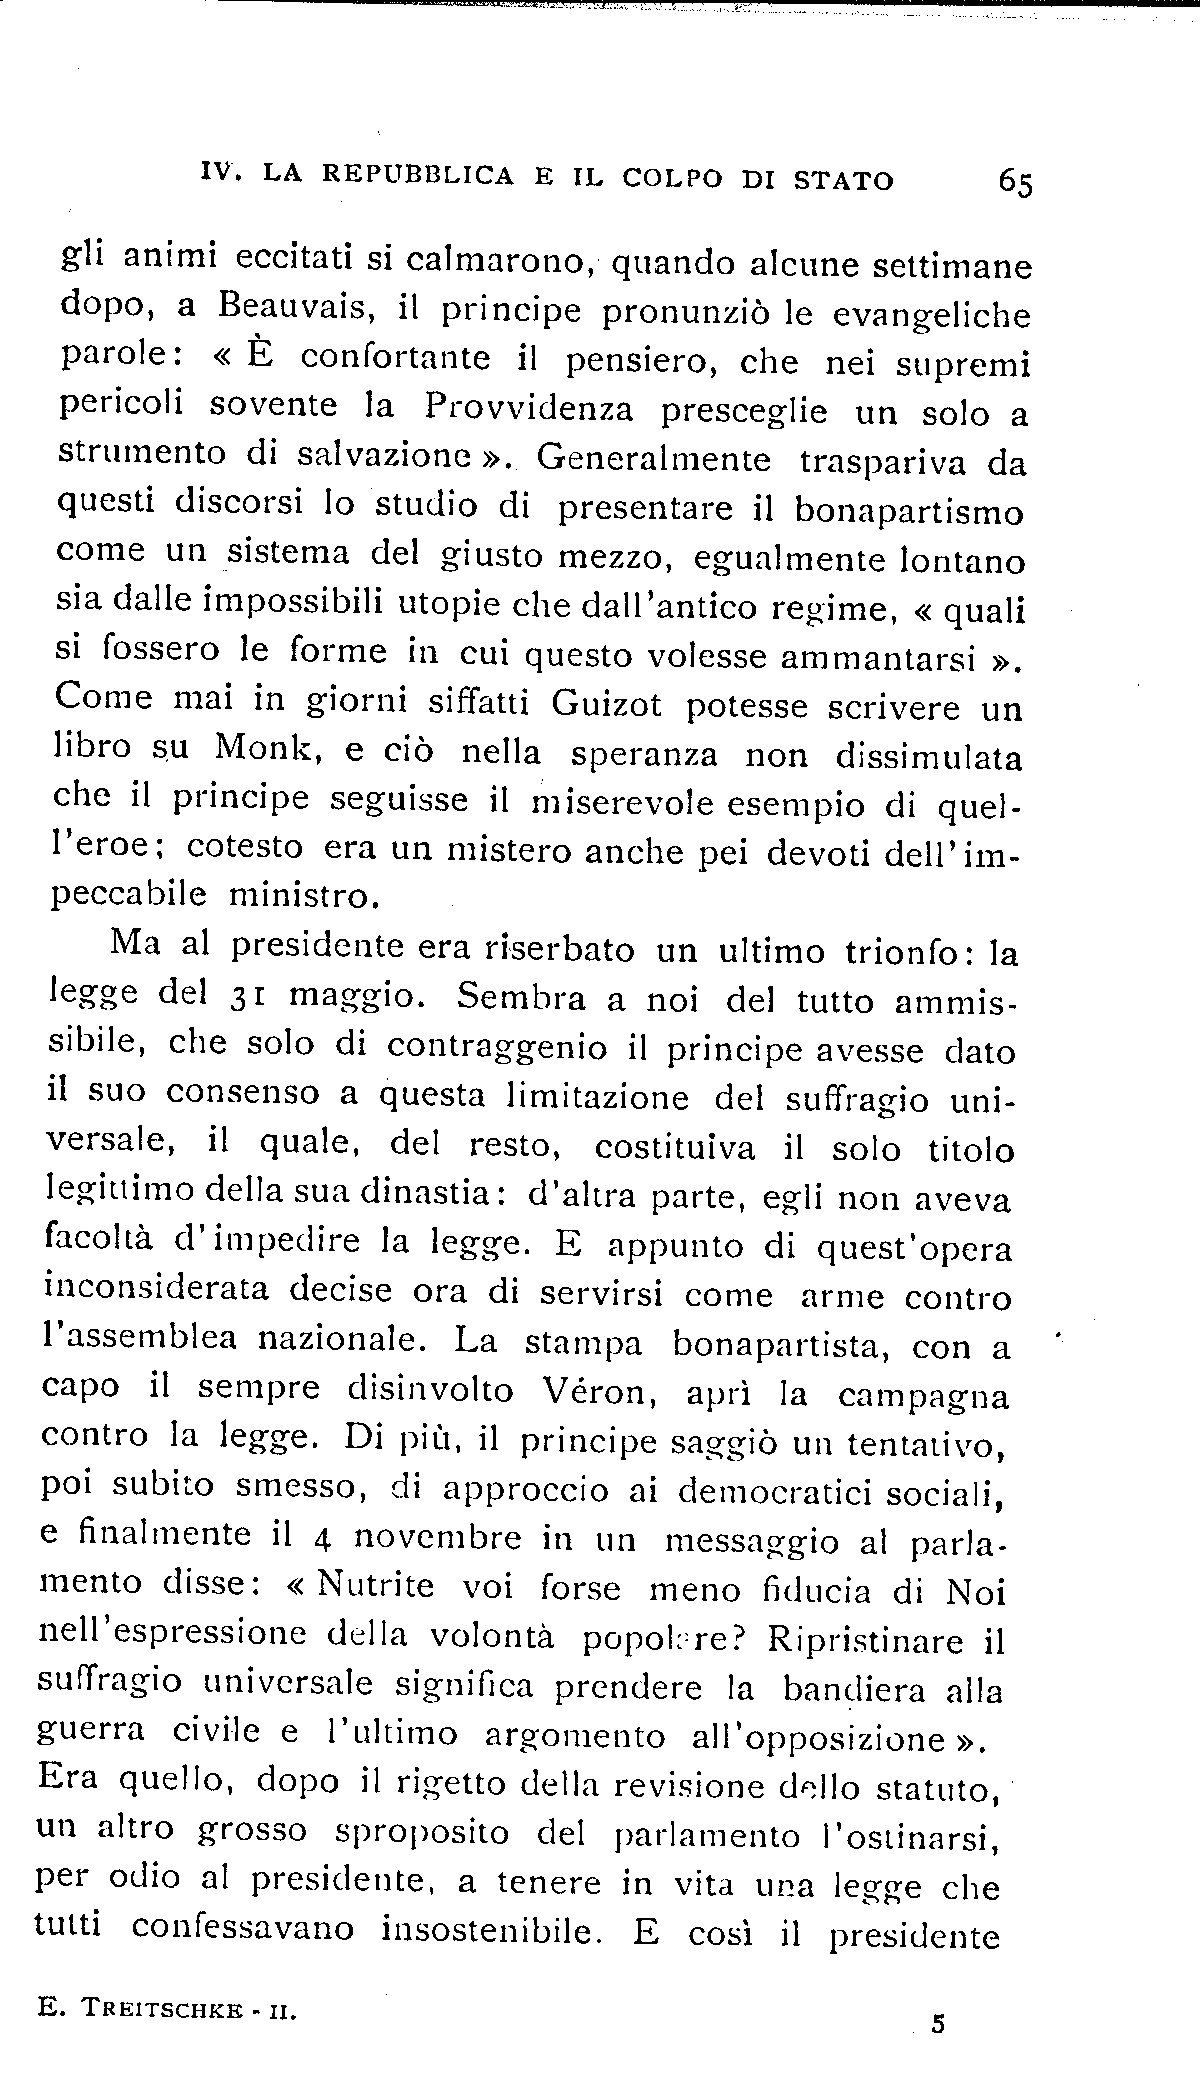 IV. LA REPUBBLICA E IL COLPO DI STATO 65
gli animi eccitati si calmarono, quando alcune settimane
dopo, a Beauvais, il principe pronunziò le evangeliche
parole: « È confortante il pensiero, che nei supremi
pericoli sovente la Provvidenza presceglie un solo a
strumento di salvazione ». Generalmente traspariva da
questi discorsi lo studio di presentare il bonapartismo
come un sistema del giusto mezzo, egualmente lontano
sia dalle impossibili utopie che dall'antico regime, « quali
si fossero le forme in cui questo volesse ammantarsi ».
Come mai in giorni siffatti Guizot potesse scrivere un
libro su Monk, e ciò nella speranza non dissimulata
che il principe seguisse il miserevole esempio di quel-
l'eroe; cotesto era un mistero anche pei devoti dell'im-
peccabile ministro.
Ma al presidente era riserbato un ultimo trionfo: la
legge del 31 maggio. Sembra a noi del tutto ammis-
sibile, che solo di contraggenio il principe avesse dato
il suo consenso a questa limitazione del suffragio uni-
versale, il quale, del resto, costituiva il solo titolo
legittimo della sua dinastia: d'altra parte, egli non aveva
facoltà d'impedire la legge. E appunto di quest'opera
inconsiderata decise ora di servirsi come arme contro
l'assemblea nazionale. La stampa bonapartista, con a
capo il sempre disinvolto Véron, aprì la campagna
contro la legge. Di più, il principe saggiò un tentativo,
poi subito smesso, di approccio ai democratici sociali,
e finalmente il 4 novembre in un messaggio al parla-
mento disse: « Nutrite voi forse meno fiducia di Noi
nell'espressione della volontà popolare? Ripristinare il
suffragio universale significa prendere la bandiera alla
guerra civile e l'ultimo argomento all'opposizione ».
Era quello, dopo il rigetto della revisione dello statuto,
un altro grosso sproposito del parlamento l'ostinarsi,
per odio al presidente, a tenere in vita una legge che
tutti confessavano insostenibile. E così il presidente
E. TREITSCHKE - II.
5